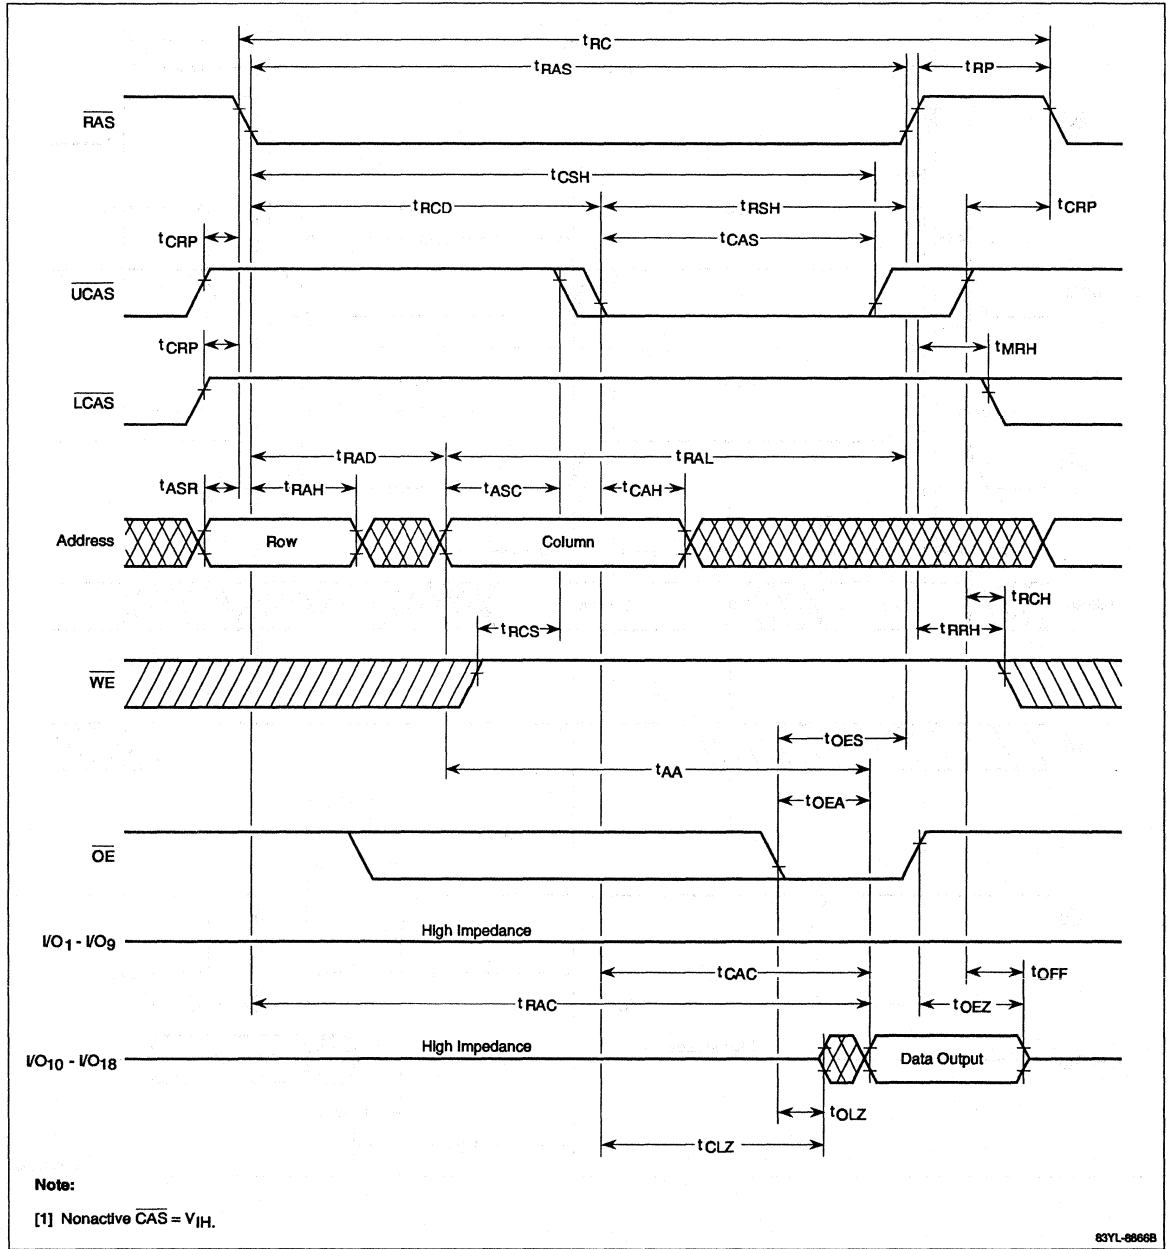 tRC
tRAS
tRP
RAS
tCSH
tRCD
tRSH
tCRP
tCRP
tCAS
UCAS
tCRP
tMRH
LCAS
tRAD
tRAL
tASR
tRAH
tASC
tCAH
Address
Row
Column
tRCH
tRCS
tRRH
WE
tOES
tAA
tOEA
OE
High Impedance
I/O1 - I/O9
tCAC
tOFF
tRAC
tOEZ
High Impedance
I/O10 - I/O18
Data Output
tOLZ
tCLZ
Note:
[1] Nonactive CAS = VIH.
83YL-8866B